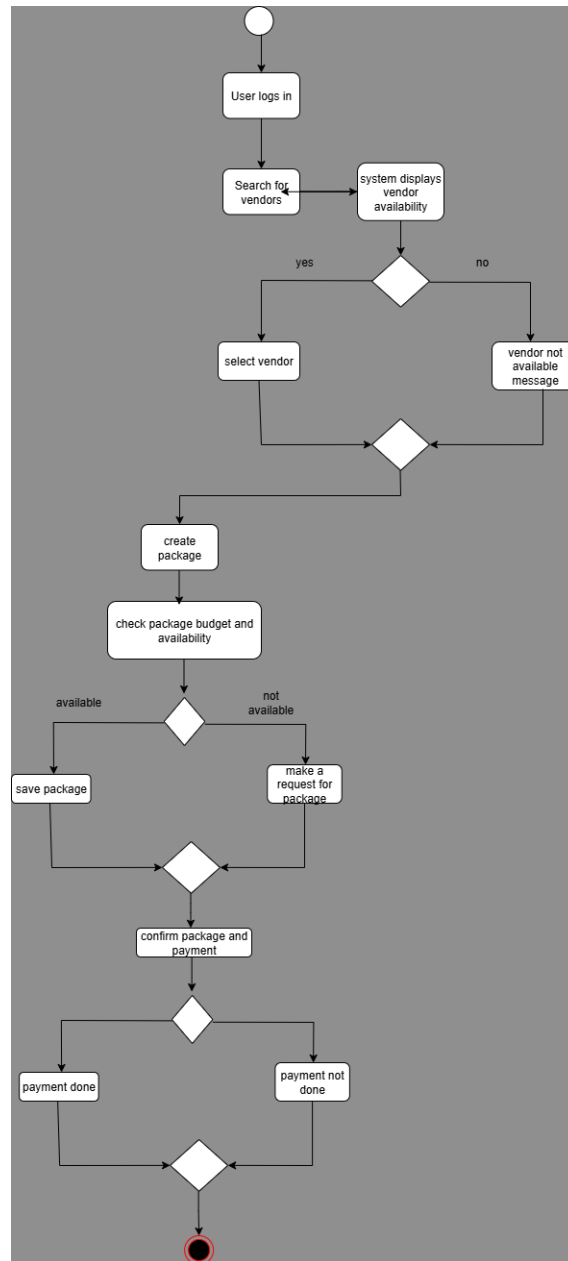 User logs in
Search for
vendors
system displays
vendor
availability
yes
no
select vendor
vendor not
available
message
create
package
check package budget and
availability
available
not
available
save package
make a
request for
package
confirm package and
payment
payment done
payment not
done